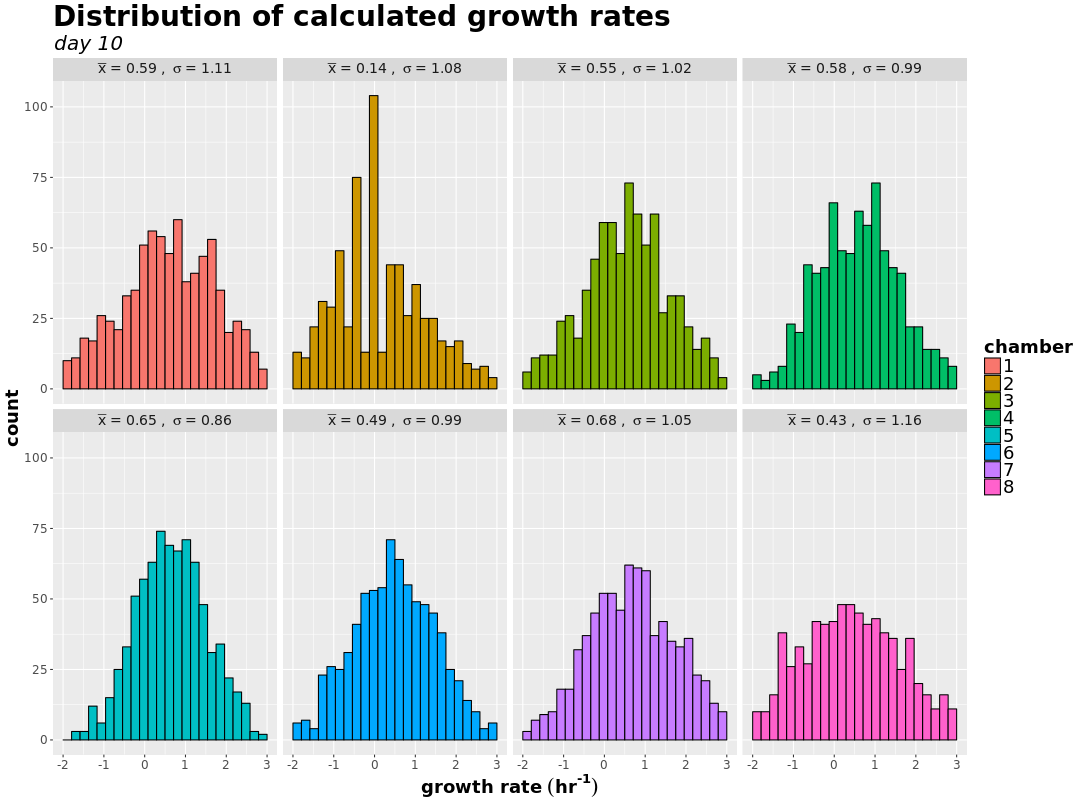 Distribution of calculated growth rates
day 10
x̅ = 0.59 , σ = 1.11
x̅ = 0.14 , σ = 1.08
x̅ = 0.55 , σ = 1.02
x̅ = 0.58 , σ = 0.99
100
75
50
25
0
x̅ = 0.65 , σ = 0.86
x̅ = 0.49 , σ = 0.99
x̅ = 0.68 , σ = 1.05
x̅ = 0.43 , σ = 1.16
100
75
50
25
0
-2 -1 0 1 2 3
-2 -1 0 1 2 3
-2 -1 0 1 2 3
-2 -1 0 1 2 3
growth rate (hr⁻¹)
count
chamber
1
2
3
4
5
6
7
8